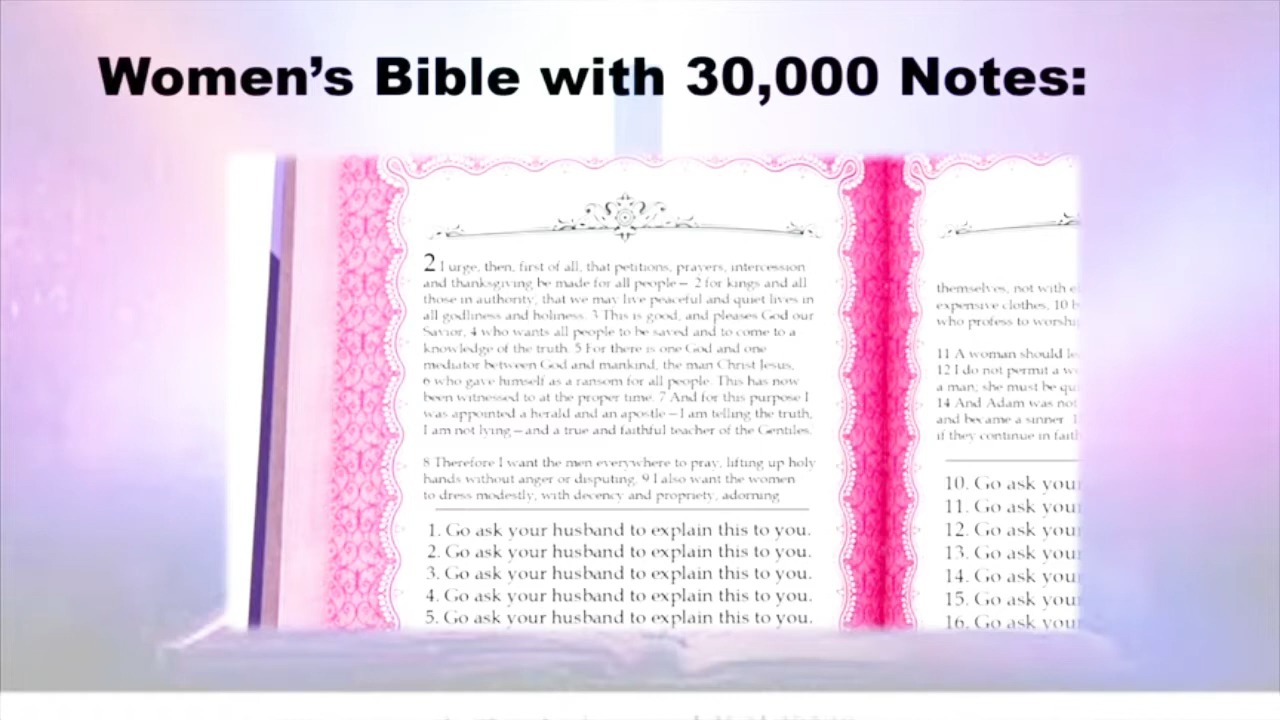 Women's Bible with 30,000 Notes:
2 I urge, then, first of all, that petitions, prayers, intercession
and thanksgiving be made for all people – 2 for kings and all
those in authority, that we may live peaceful and quiet lives in
all godliness and holiness. 3 This is good, and pleases God our
Savior, 4 who wants all people to be saved and to come to a
knowledge of the truth. 5 For there is one God and one
mediator between God and mankind, the man Christ Jesus,
6 who gave himself as a ransom for all people. This has now
been witnessed to at the proper time. 7 And for this purpose I
was appointed a herald and an apostle – I am telling the truth,
I am not lying – and a true and faithful teacher of the Gentiles.
8 Therefore I want the men everywhere to pray, lifting up holy
hands without anger or disputing. 9 I also want the women
to dress modestly, with decency and propriety, adorning
1. Go ask your husband to explain this to you.
2. Go ask your husband to explain this to you.
3. Go ask your husband to explain this to you.
4. Go ask your husband to explain this to you.
5. Go ask your husband to explain this to you.
themselves, not with
expensive clothes, 10
who profess to
11 A woman should
12 I do not permit a
a man; she must be
14 And Adam was not
and became a sinner.
if they continue in
10. Go ask your
11. Go ask your
12. Go ask your
13. Go ask your
14. Go ask your
15. Go ask your
16. Go ask your